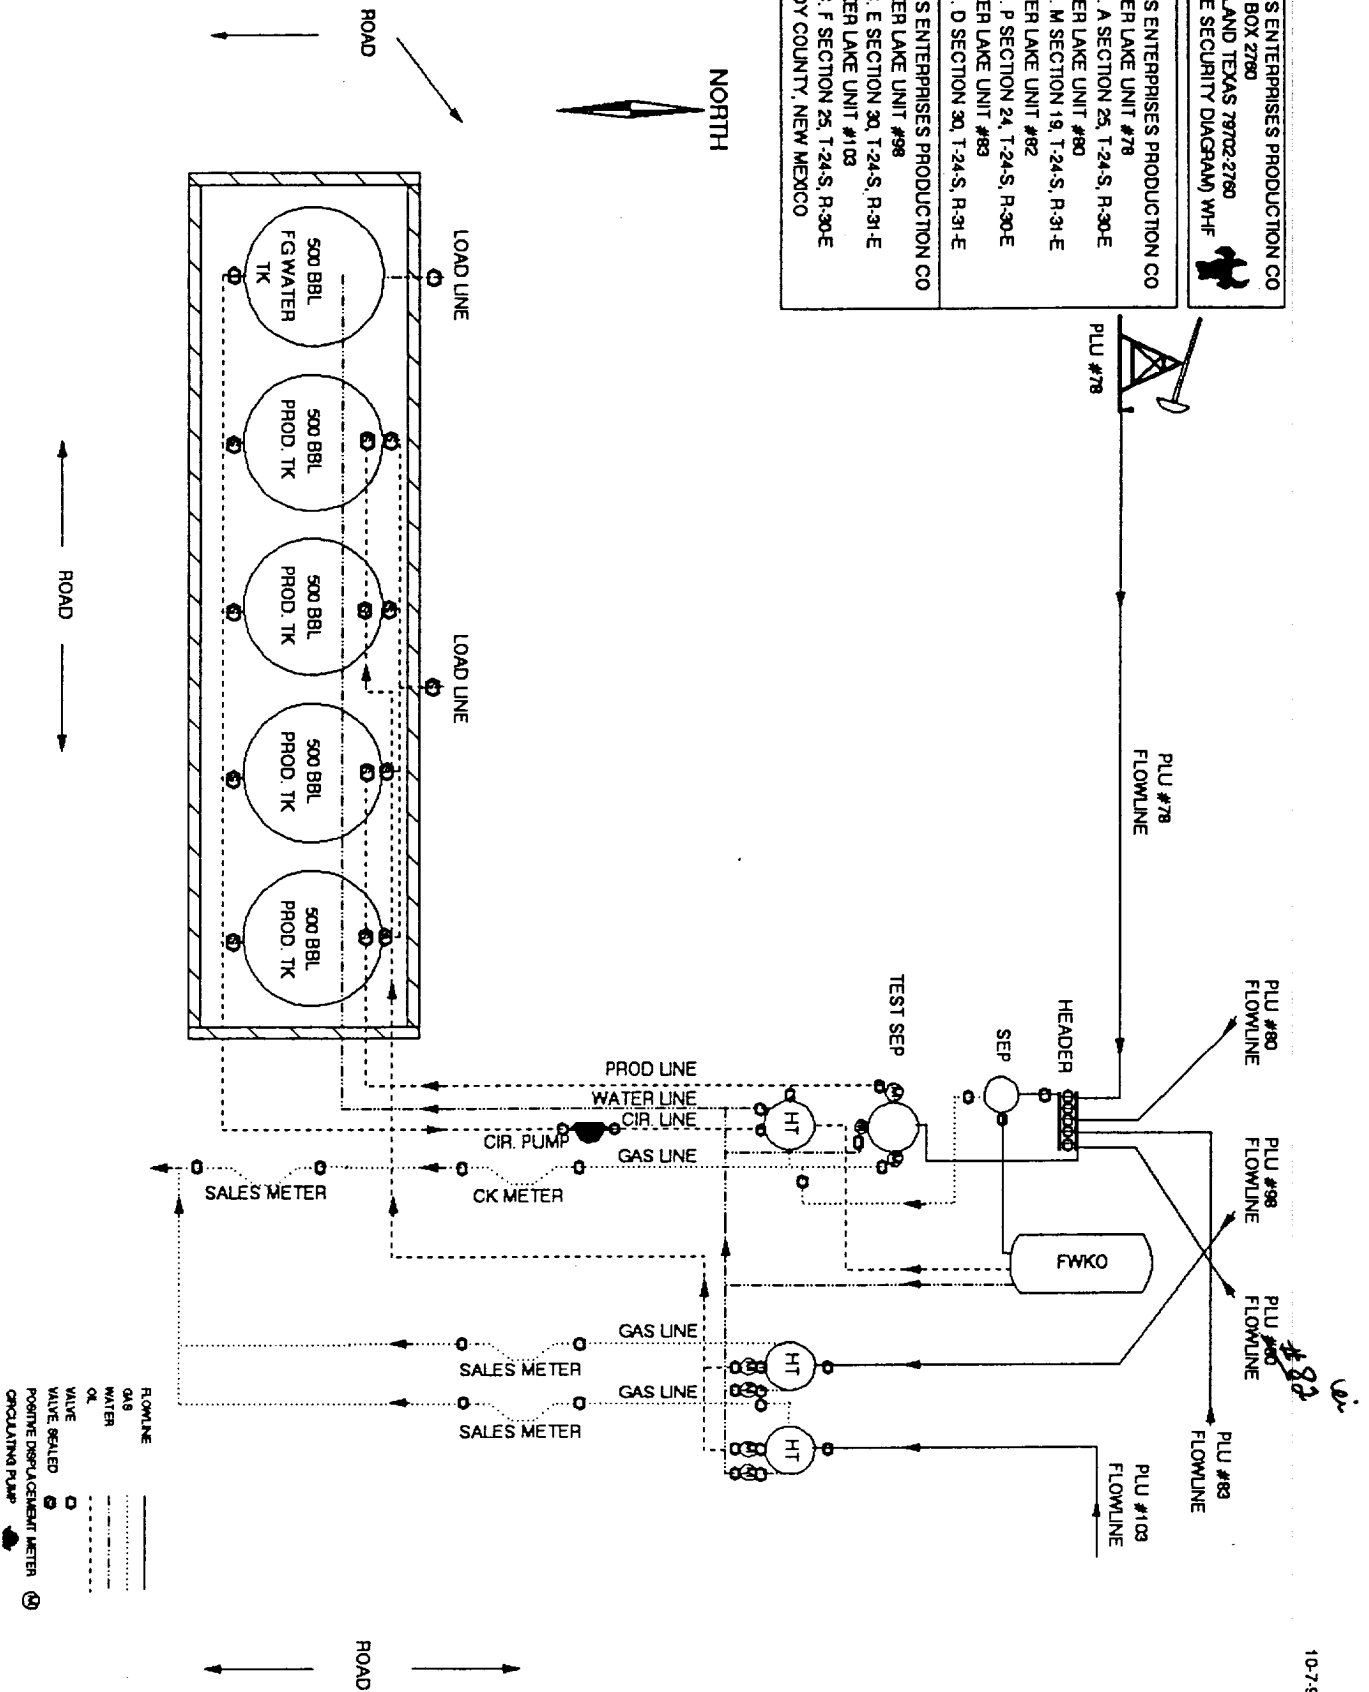 S ENTERPRISES PRODUCTION CO
BOX 2760
LAND TEXAS 79702-2760
E SECURITY DIAGRAM) WHF
S ENTERPRISES PRODUCTION CO
ER LAKE UNIT #78
. A SECTION 25, T-24-S, R-30-E
ER LAKE UNIT #80
. M SECTION 19, T-24-S, R-31-E
ER LAKE UNIT #82
. P SECTION 24, T-24-S, R-30-E
ER LAKE UNIT #83
. D SECTION 30, T-24-S, R-31-E
S ENTERPRISES PRODUCTION CO
ER LAKE UNIT #98
. E SECTION 30, T-24-S, R-31-E
ER LAKE UNIT #103
. F SECTION 25, T-24-S, R-30-E
DY COUNTY, NEW MEXICO
10-7-9
NORTH
ROAD
PLU #78
PLU #78
FLOWLINE
PLU #80
FLOWLINE
PLU #98
FLOWLINE
PLU #80
FLOWLINE
#82
PLU #83
FLOWLINE
PLU #103
FLOWLINE
HEADER
SEP
TEST SEP
FWKO
HT
HT
HT
LOAD LINE
LOAD LINE
500 BBL
FG WATER
TK
500 BBL
PROD. TK
500 BBL
PROD. TK
500 BBL
PROD. TK
500 BBL
PROD. TK
PROD LINE
WATER LINE
CIR. LINE
CIR. PUMP
GAS LINE
SALES METER
CK METER
GAS LINE
SALES METER
GAS LINE
SALES METER
ROAD
ROAD
FLOWLINE
GAS
WATER
OIL
VALVE
VALVE, SEALED
POSITIVE DISPLACEMENT METER
M
CIRCULATING PUMP